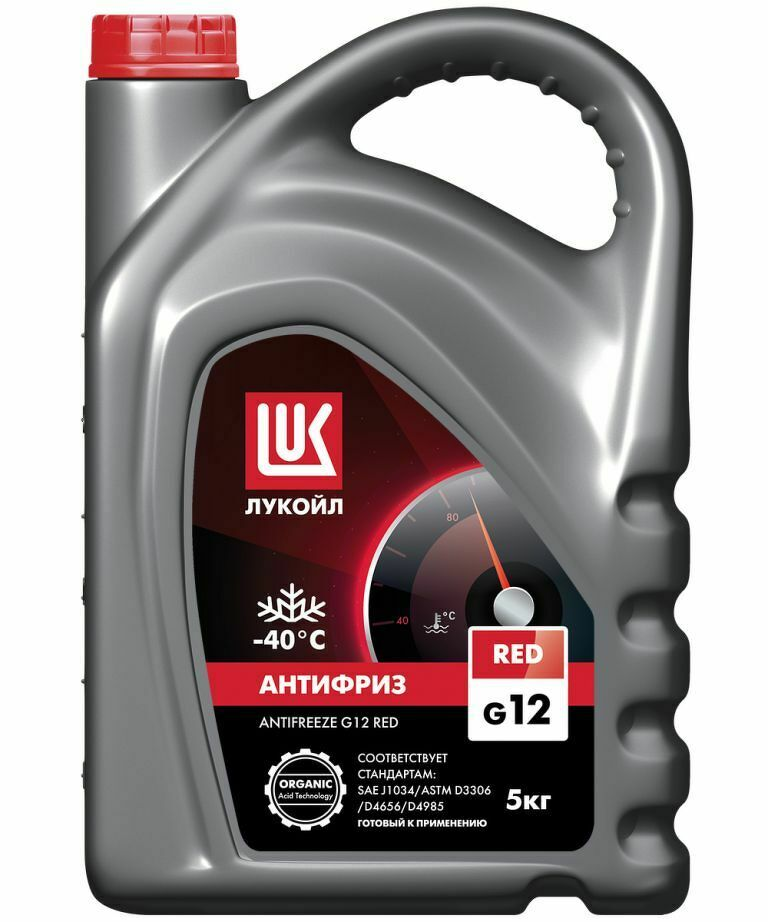 LUK
ЛУКОЙЛ
80
40
°C
-40°C
RED
G12
АНТИФРИЗ
ANTIFREEZE G12 RED
ORGANIC
Acid Technology
СООТВЕТСТВУЕТ
СТАНДАРТАМ:
SAE J1034/ASTM D3306
/D4656/D4985
ГОТОВЫЙ К ПРИМЕНЕНИЮ
5кг